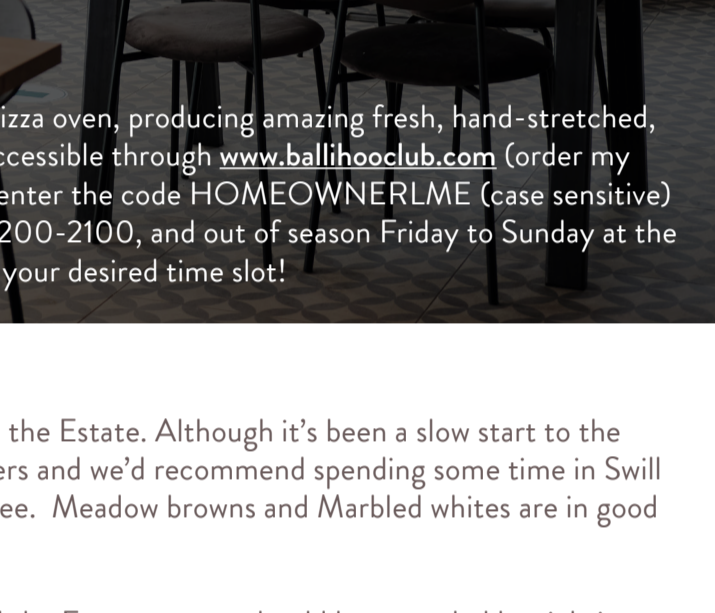 izza oven, producing amazing fresh, hand-stretched,
ccessible through www.ballihooclub.com (order my
enter the code HOMEOWNERLME (case sensitive)
200-2100, and out of season Friday to Sunday at the
your desired time slot!
the Estate. Although it's been a slow start to the
ers and we'd recommend spending some time in Swill
ee. Meadow browns and Marbled whites are in good